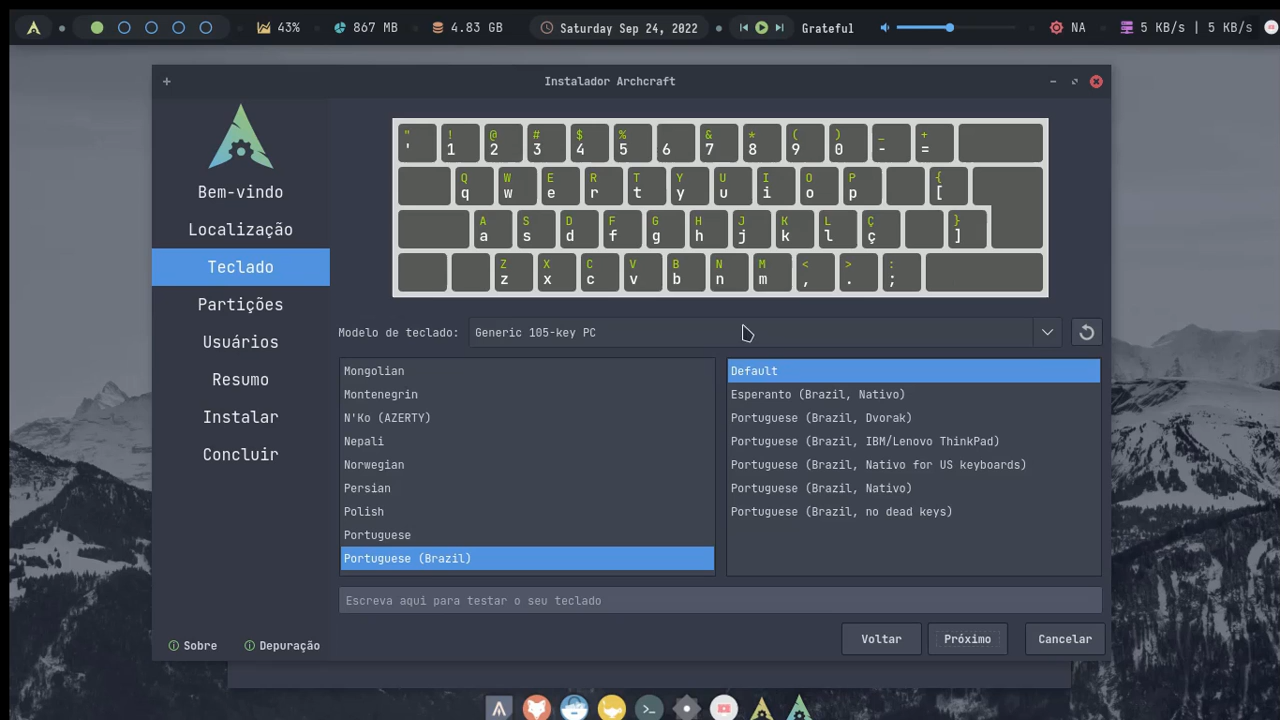 43%
867 MB
4.83 GB
Saturday Sep 24, 2022
Grateful
NA
5 KB/s | 5 KB/s
+
Instalador Archcraft
Bem-vindo
Localização
Teclado
Partições
Usuários
Resumo
Instalar
Concluir
Sobre
Depuração
" ! @ # $ % & * ( ) _ +
' 1 2 3 4 5 6 7 8 9 0 - =
Q W E R T Y U I O P {
q w e r t y u i o p [
A S D F G H J K L Ç }
a s d f g h j k l ç ]
Z X C V B N M < > :
z x c v b n m , . ;
Modelo de teclado: Generic 105-key PC
Mongolian
Montenegrin
N'Ko (AZERTY)
Nepali
Norwegian
Persian
Polish
Portuguese
Portuguese (Brazil)
Default
Esperanto (Brazil, Nativo)
Portuguese (Brazil, Dvorak)
Portuguese (Brazil, IBM/Lenovo ThinkPad)
Portuguese (Brazil, Nativo for US keyboards)
Portuguese (Brazil, Nativo)
Portuguese (Brazil, no dead keys)
Escreva aqui para testar o seu teclado
Voltar
Próximo
Cancelar